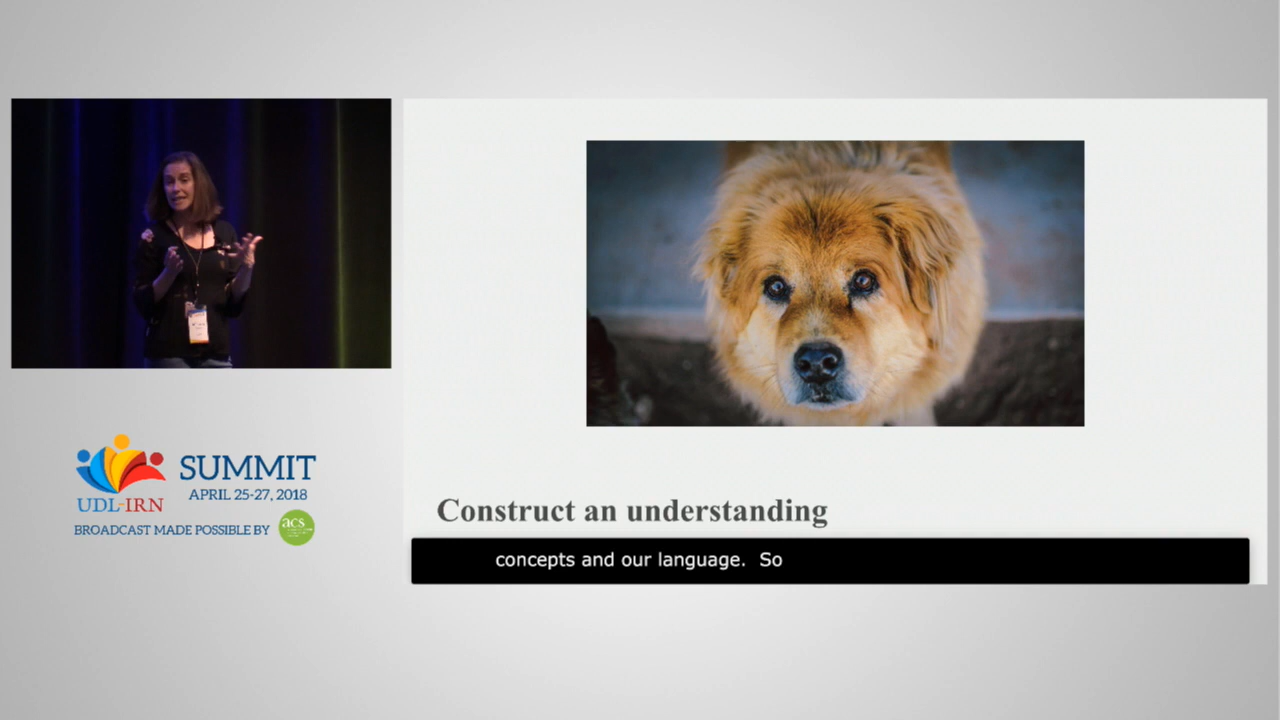 UDL-IRN
SUMMIT
APRIL 25-27, 2018
BROADCAST MADE POSSIBLE BY
acs
Construct an understanding
concepts and our language.  So